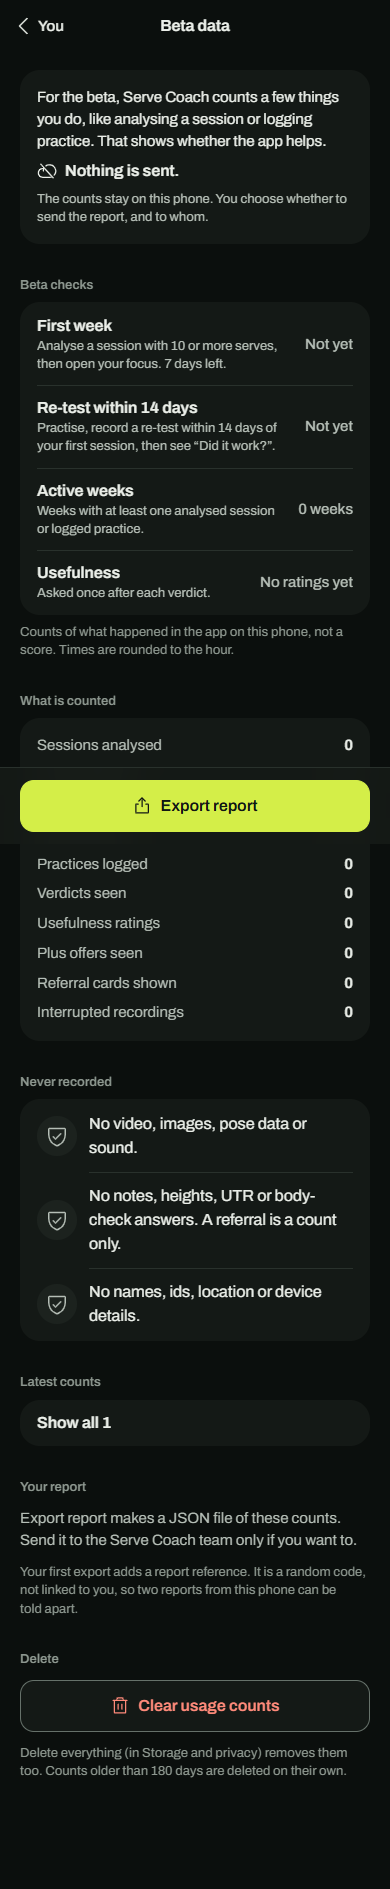 You
Beta data
For the beta, Serve Coach counts a few things
you do, like analysing a session or logging
practice. That shows whether the app helps.
Nothing is sent.
The counts stay on this phone. You choose whether to
send the report, and to whom.
Beta checks
First week
Analyse a session with 10 or more serves,
then open your focus. 7 days left.
Not yet
Re-test within 14 days
Practise, record a re-test within 14 days of
your first session, then see “Did it work?”.
Not yet
Active weeks
Weeks with at least one analysed session
or logged practice.
0 weeks
Usefulness
Asked once after each verdict.
No ratings yet
Counts of what happened in the app on this phone, not a
score. Times are rounded to the hour.
What is counted
Sessions analysed 0
Export report
Practices logged 0
Verdicts seen 0
Usefulness ratings 0
Plus offers seen 0
Referral cards shown 0
Interrupted recordings 0
Never recorded
No video, images, pose data or
sound.
No notes, heights, UTR or body-
check answers. A referral is a count
only.
No names, ids, location or device
details.
Latest counts
Show all 1
Your report
Export report makes a JSON file of these counts.
Send it to the Serve Coach team only if you want to.
Your first export adds a report reference. It is a random code,
not linked to you, so two reports from this phone can be
told apart.
Delete
Clear usage counts
Delete everything (in Storage and privacy) removes them
too. Counts older than 180 days are deleted on their own.